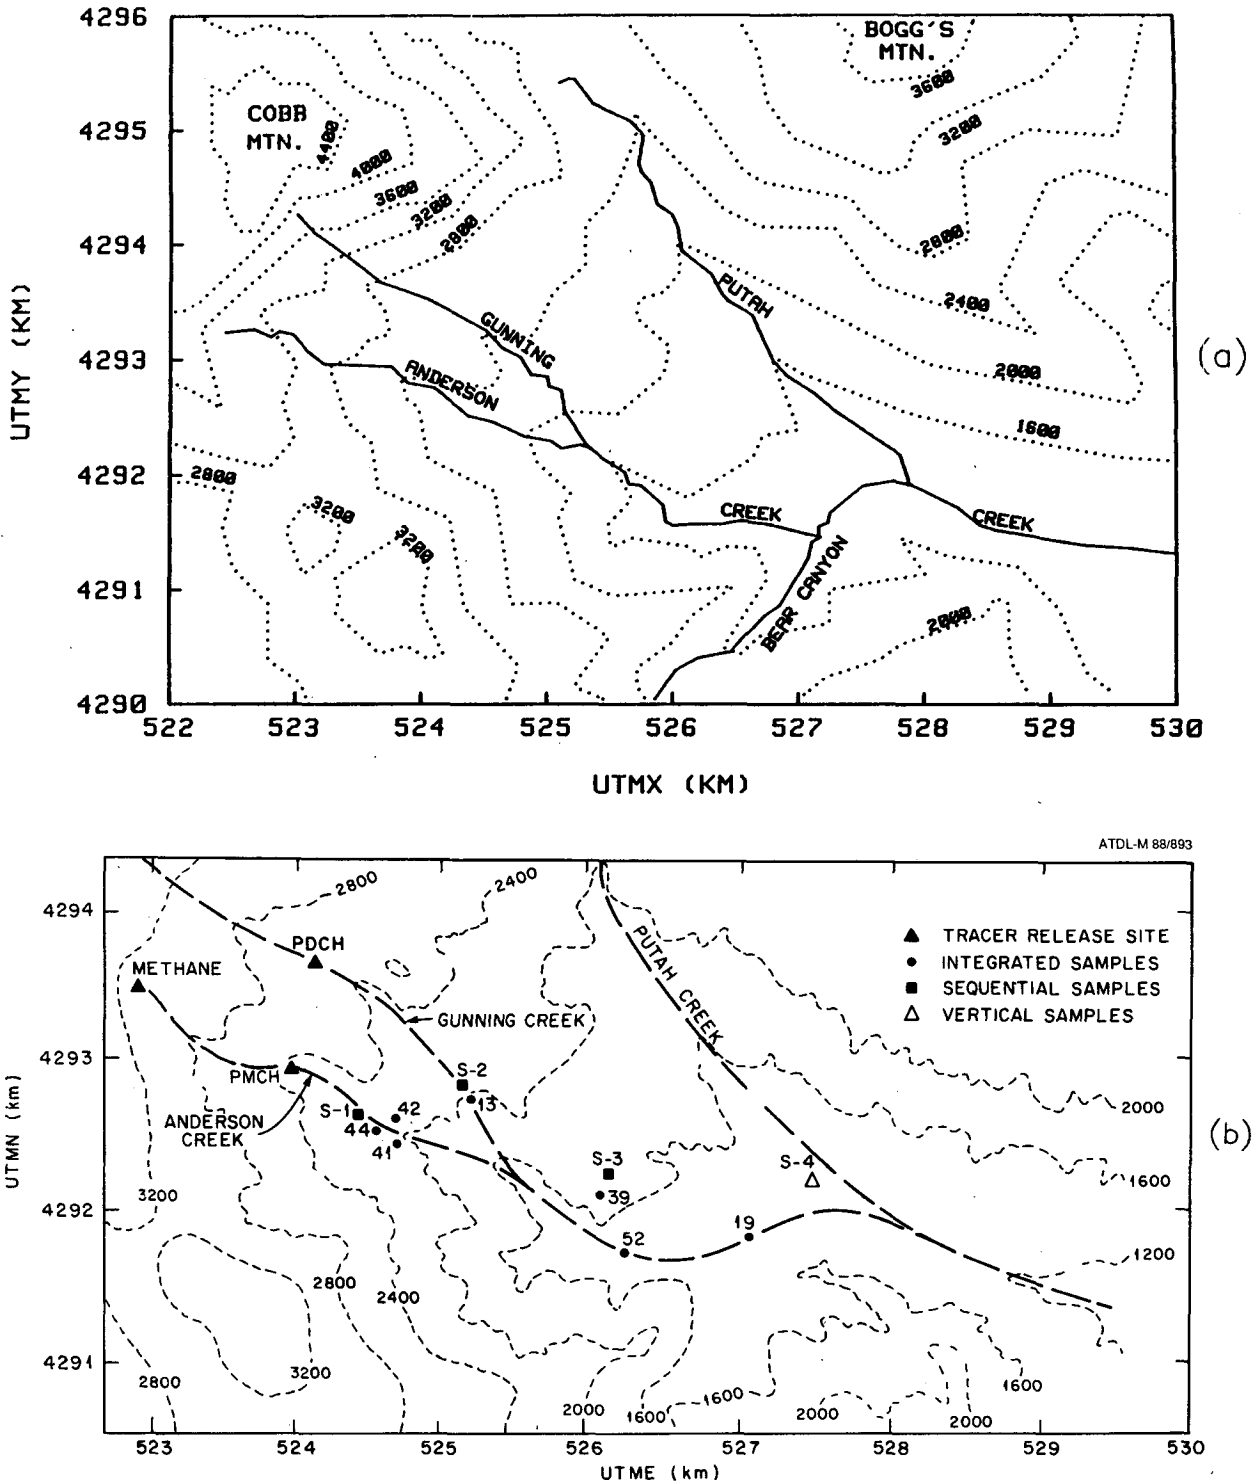 4296
4295
4294
4293
4292
4291
4290
UTMY (KM)
BOGG'S
MTN.
COBB
MTN.
4400
4000
3600
3200
2800
3600
3200
2800
2400
2000
1600
PUTAH
GUNNING
ANDERSON
2800
3200
3200
CREEK
CREEK
BEAR CANYON
2000
(a)
522 523 524 525 526 527 528 529 530
UTMX (KM)
ATDL-M 88/893
4294
4293
4292
4291
UTMN (km)
2800
2400
PDCH
METHANE
PUTAH CREEK
▲ TRACER RELEASE SITE
● INTEGRATED SAMPLES
■ SEQUENTIAL SAMPLES
△ VERTICAL SAMPLES
GUNNING CREEK
PMCH
S-2
13
S-1
42
44
41
ANDERSON
CREEK
S-3
39
S-4
2000
1600
3200
52
19
1200
2800
2400
2800
3200
2000
1600
1600
2000
2000
1600
(b)
523 524 525 526 527 528 529 530
UTME (km)